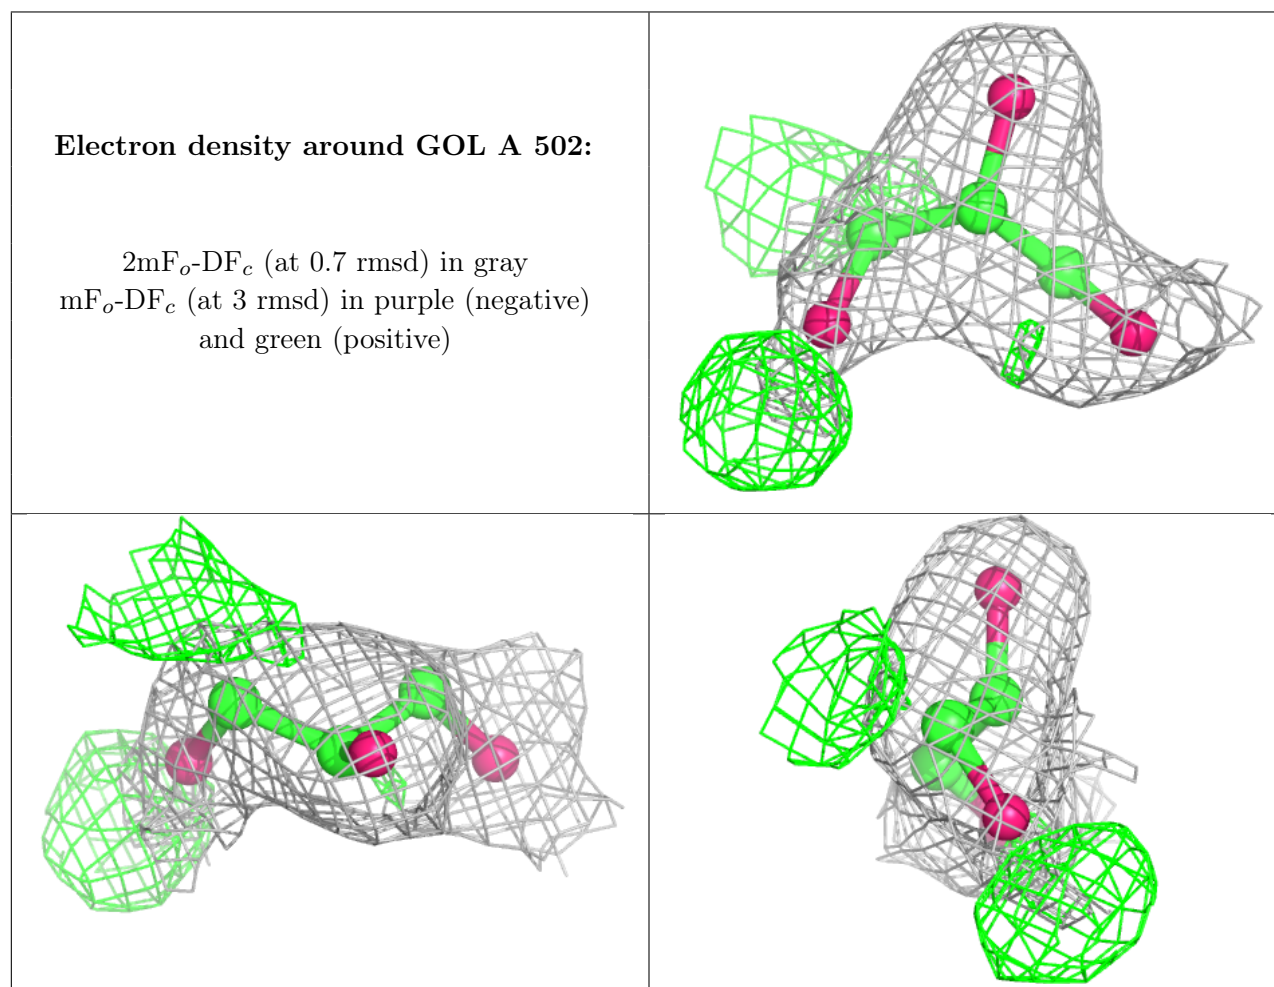 Electron density around GOL A 502:
2mFo-DFc (at 0.7 rmsd) in gray
mFo-DFc (at 3 rmsd) in purple (negative)
and green (positive)